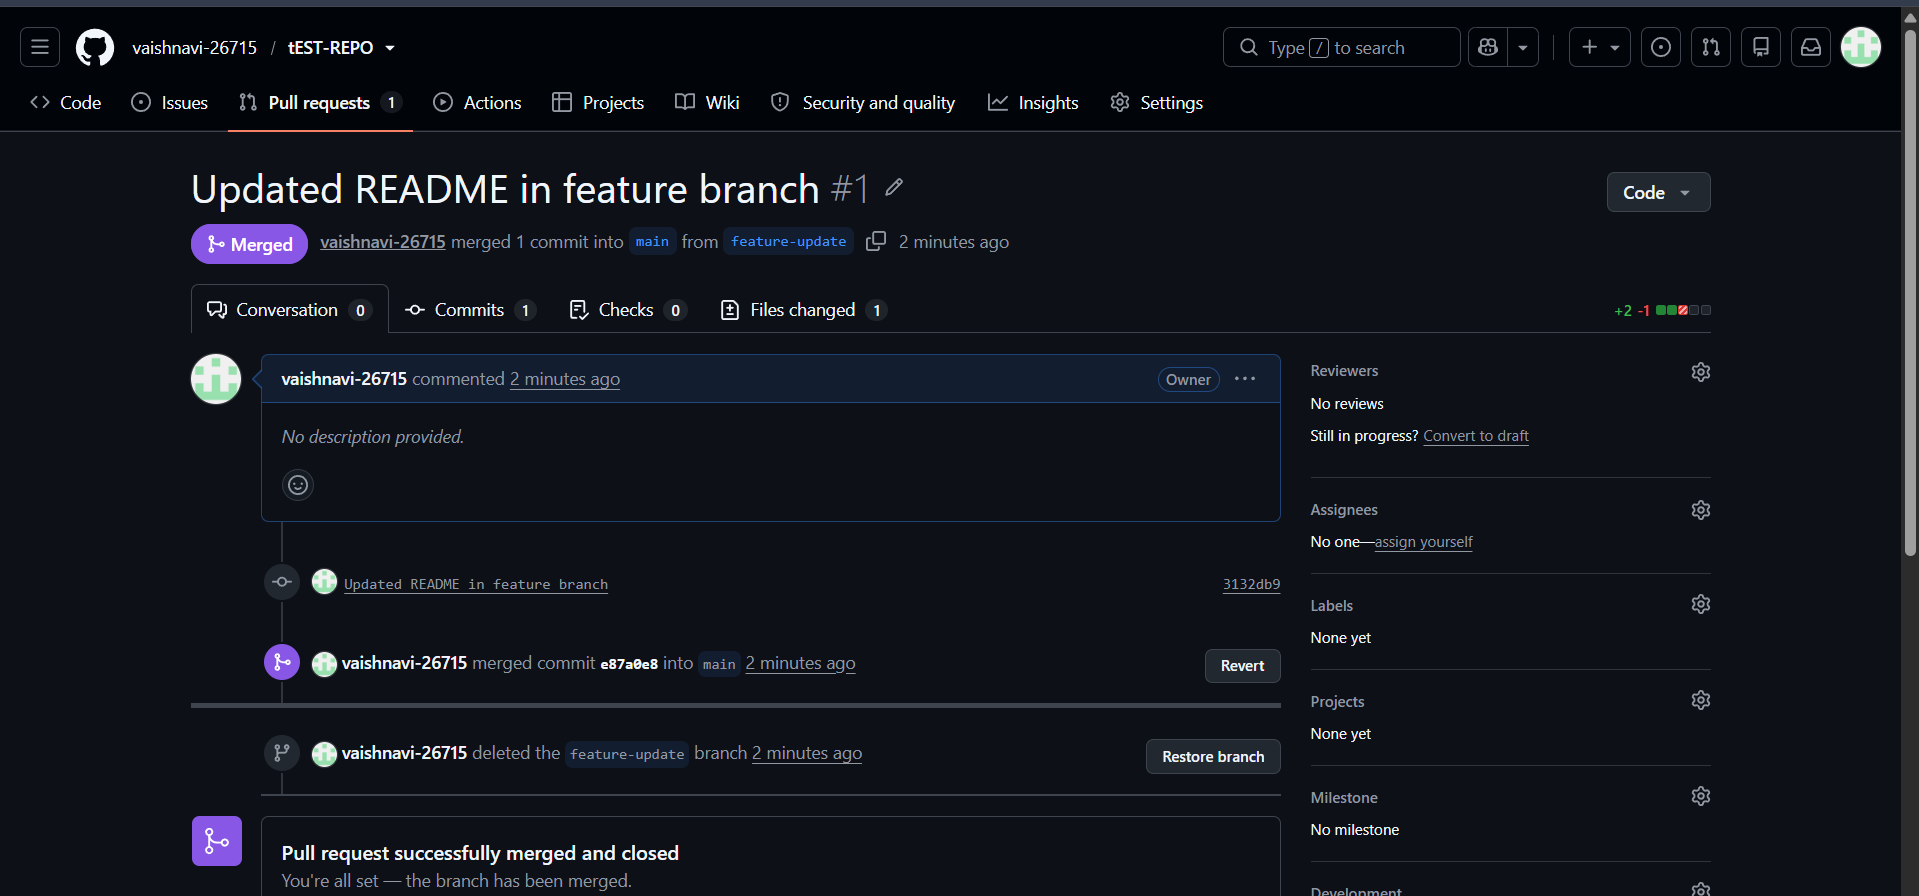 vaishnavi-26715 / tEST-REPO
Type / to search
Code Issues Pull requests 1 Actions Projects Wiki Security and quality Insights Settings
Updated README in feature branch #1
Code
Merged vaishnavi-26715 merged 1 commit into main from feature-update 2 minutes ago
Conversation 0 Commits 1 Checks 0 Files changed 1
+2 -1
vaishnavi-26715 commented 2 minutes ago Owner
No description provided.
Updated README in feature branch 3132db9
vaishnavi-26715 merged commit e87a0e8 into main 2 minutes ago Revert
vaishnavi-26715 deleted the feature-update branch 2 minutes ago Restore branch
Pull request successfully merged and closed
You're all set — the branch has been merged.
Reviewers
No reviews
Still in progress? Convert to draft
Assignees
No one—assign yourself
Labels
None yet
Projects
None yet
Milestone
No milestone
Development